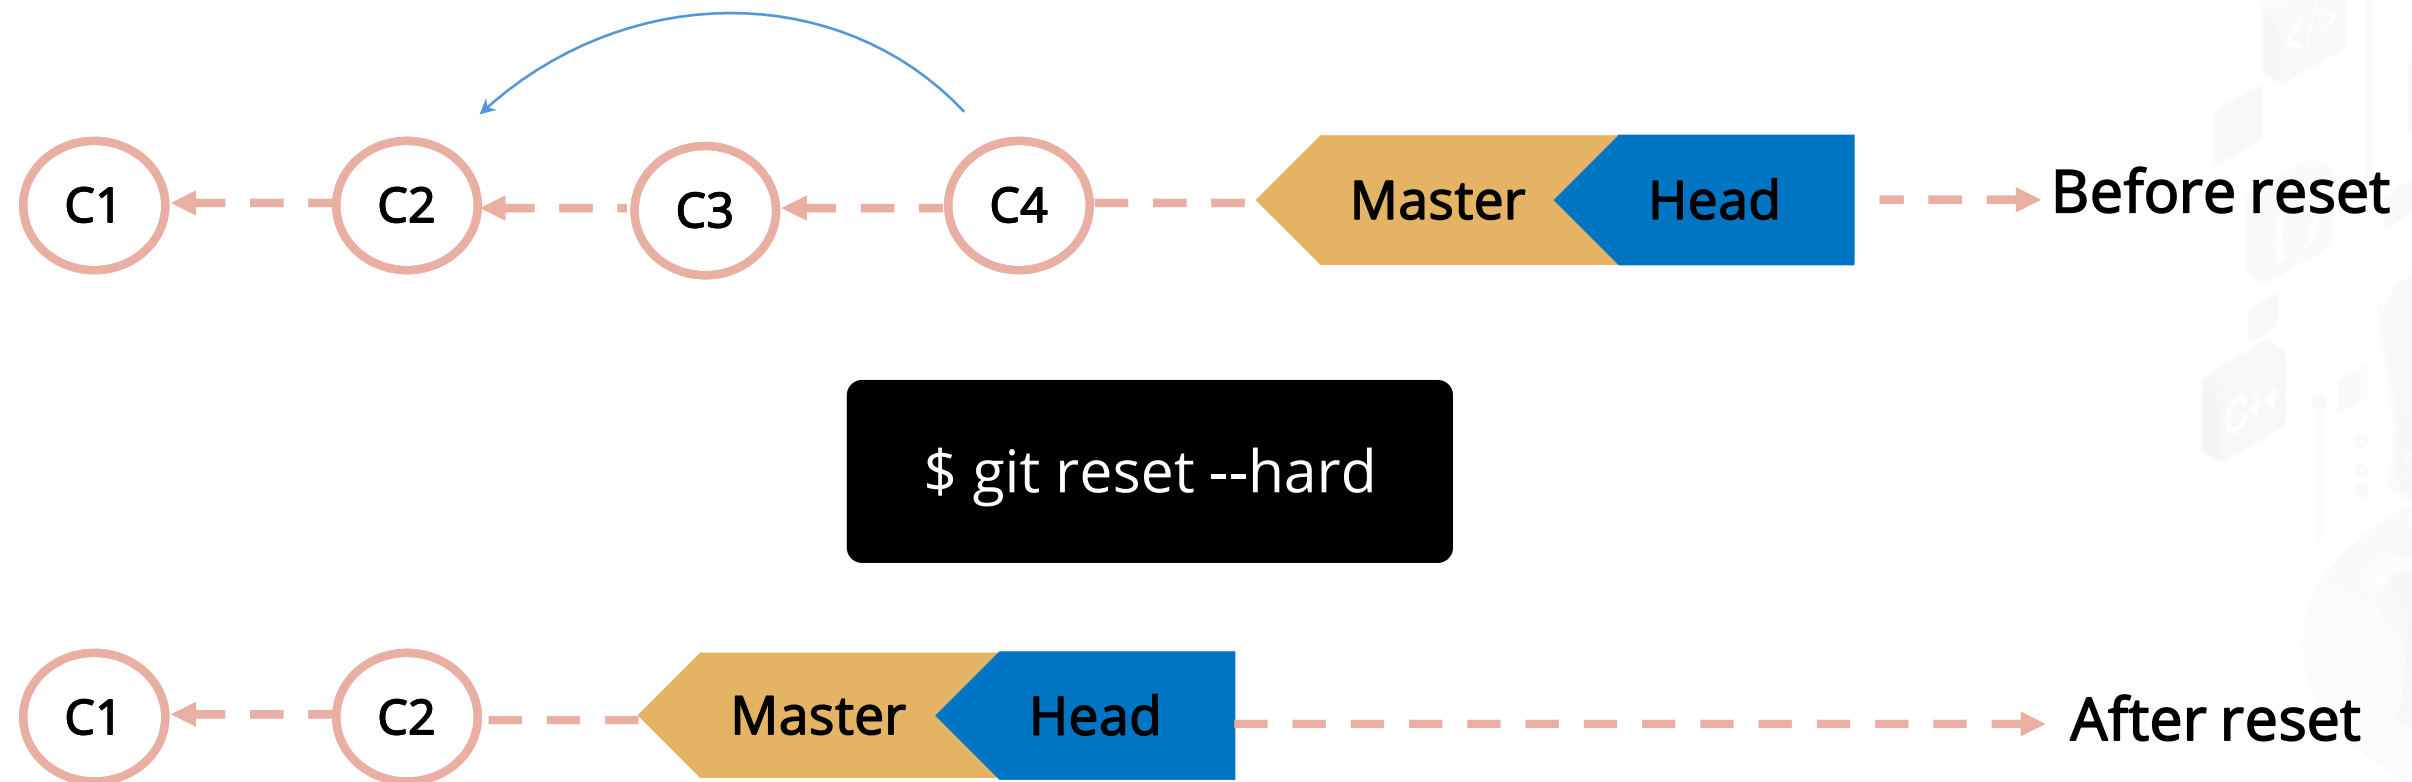 C1
C2
C3
C4
Master
Head
Before reset
$ git reset --hard
C1
C2
Master
Head
After reset
</ >
{ }
C++